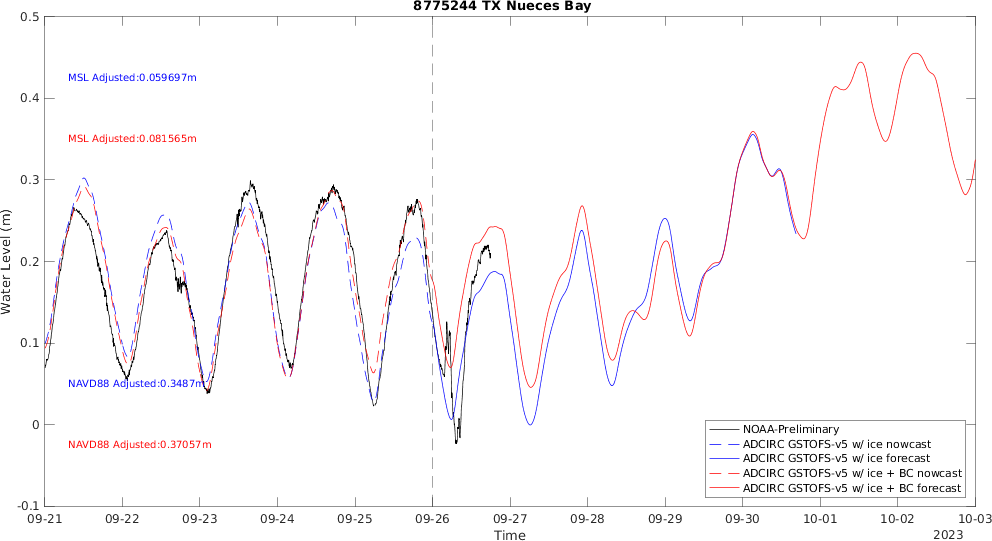 8775244 TX Nueces Bay
0.5
0.4
0.3
0.2
0.1
0
-0.1
Water Level (m)
MSL Adjusted:0.059697m
MSL Adjusted:0.081565m
NAVD88 Adjusted:0.3487m
NAVD88 Adjusted:0.37057m
NOAA-Preliminary
ADCIRC GSTOFS-v5 w/ ice nowcast
ADCIRC GSTOFS-v5 w/ ice forecast
ADCIRC GSTOFS-v5 w/ ice + BC nowcast
ADCIRC GSTOFS-v5 w/ ice + BC forecast
09-21 09-22 09-23 09-24 09-25 09-26 09-27 09-28 09-29 09-30 10-01 10-02 10-03
Time
2023